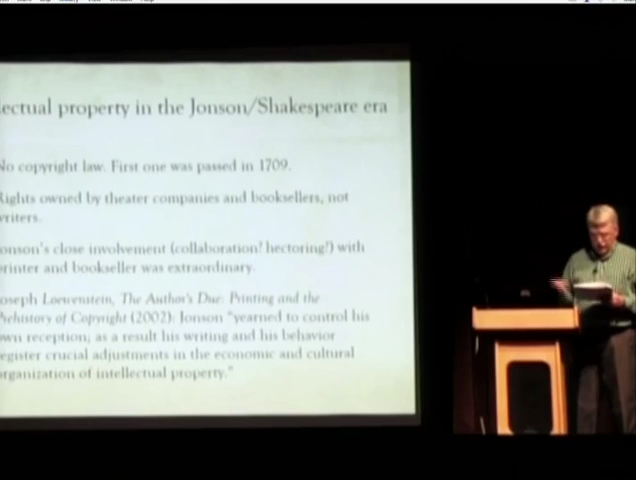 lectual property in the Jonson/Shakespeare era
No copyright law. First one was passed in 1709.
Rights owned by theater companies and booksellers, not
writers.
onson's close involvement (collaboration? hectoring?) with
printer and bookseller was extraordinary.
oseph Loewenstein, The Author's Due: Printing and the
Prehistory of Copyright (2002): Jonson "yearned to control his
own reception; as a result his writing and his behavior
register crucial adjustments in the economic and cultural
organization of intellectual property."